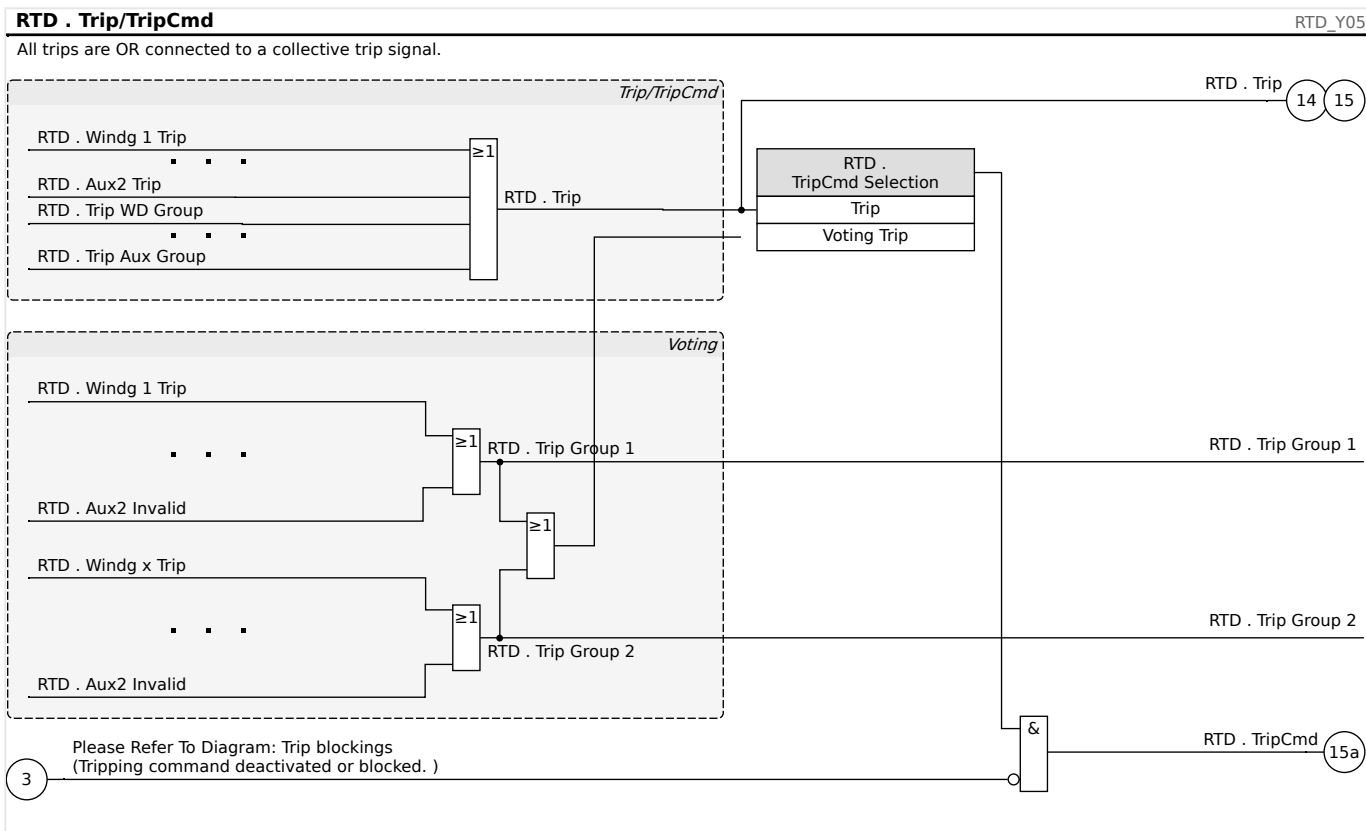 RTD . Trip/TripCmd
RTD_Y05
All trips are OR connected to a collective trip signal.
Trip/TripCmd
RTD . Trip
14
15
RTD . Windg 1 Trip
≥1
RTD . Aux2 Trip
RTD . Trip WD Group
RTD . Trip Aux Group
RTD . Trip
RTD .
TripCmd Selection
Trip
Voting Trip
Voting
RTD . Windg 1 Trip
≥1
RTD . Trip Group 1
RTD . Trip Group 1
RTD . Aux2 Invalid
≥1
RTD . Windg x Trip
≥1
RTD . Trip Group 2
RTD . Trip Group 2
RTD . Aux2 Invalid
&
Please Refer To Diagram: Trip blockings
(Tripping command deactivated or blocked. )
3
RTD . TripCmd
15a